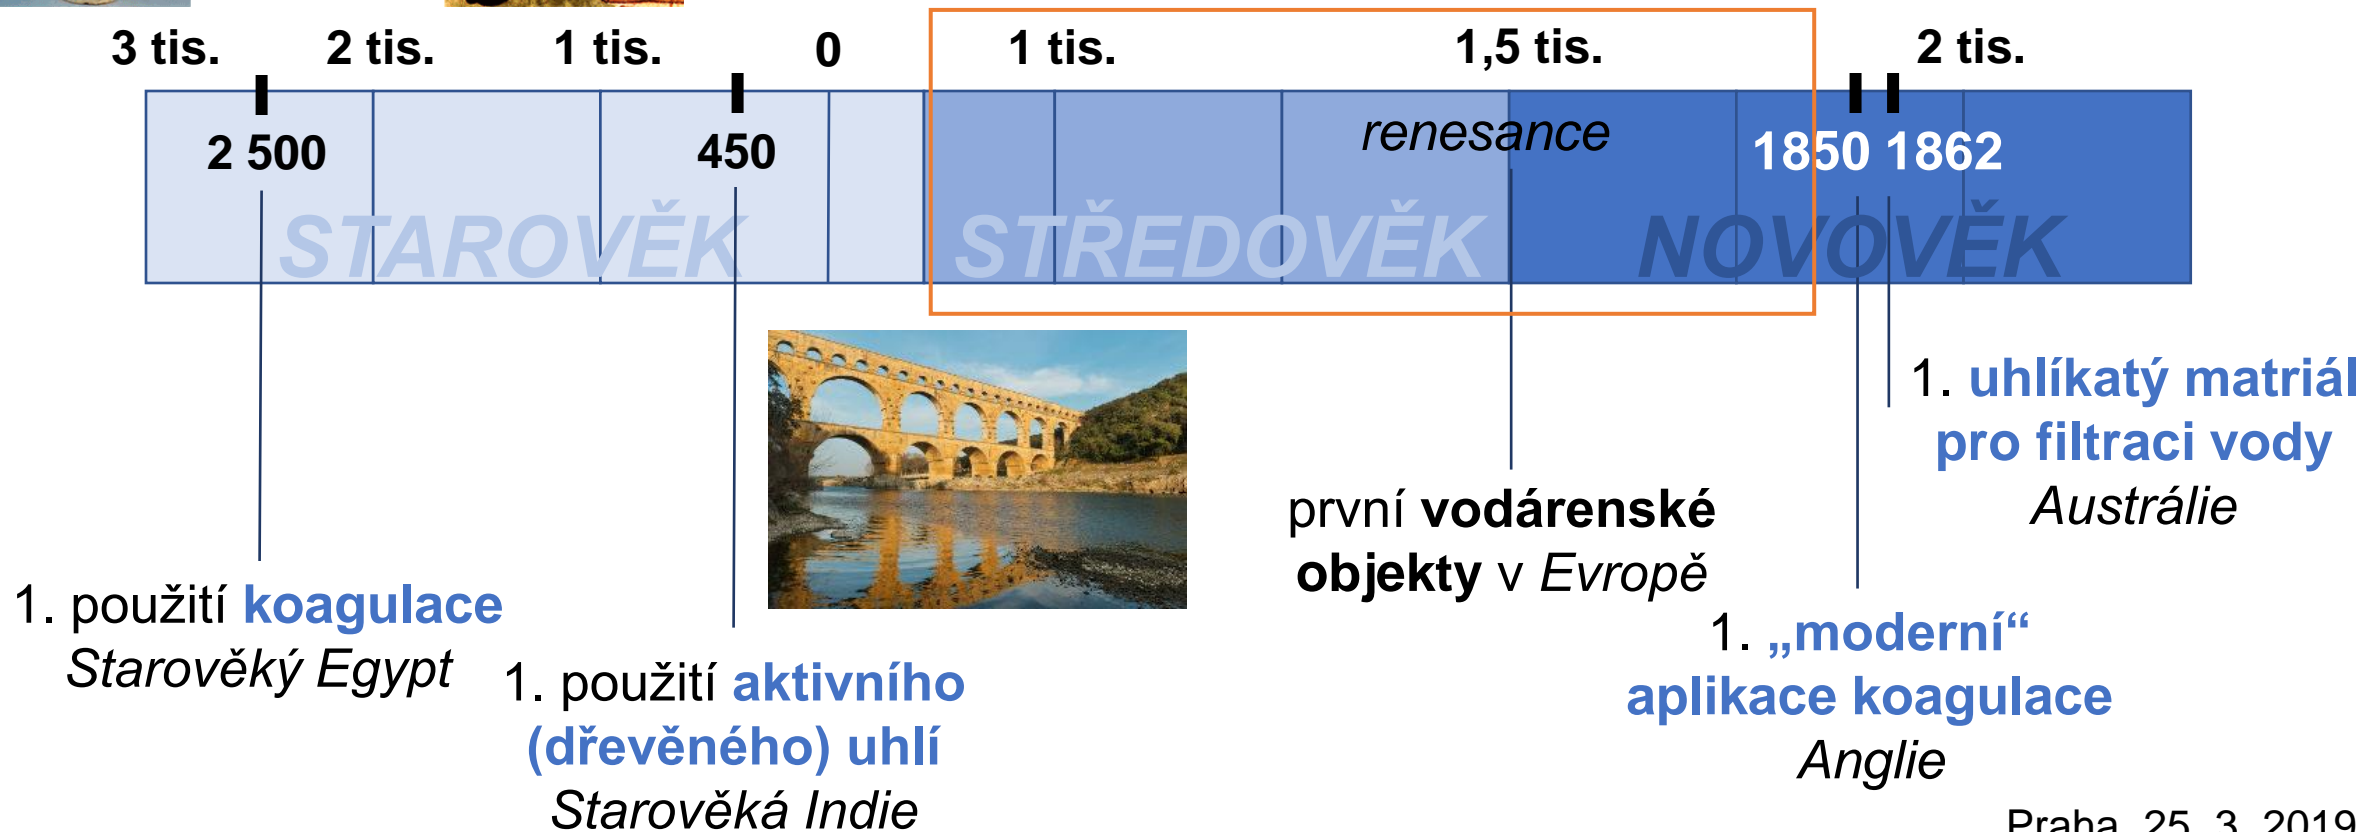 3 tis. 2 tis. 1 tis. 0 1 tis. 1,5 tis. 2 tis.
2 500 450 renesance 1850 1862
STAROVĚK STŘEDOVĚK NOVOVĚK
1. uhlíkatý matriál
pro filtraci vody
Austrálie
první vodárenské
objekty v Evropě
1. použití koagulace
Starověký Egypt
1. „moderní“
aplikace koagulace
Anglie
1. použití aktivního
(dřevěného) uhlí
Starověká Indie
Praha, 25. 3. 2019